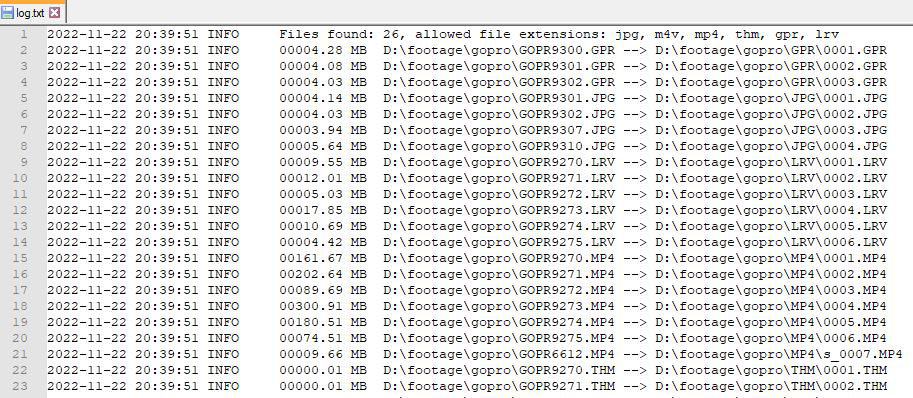 log.txt
1 2022-11-22 20:39:51 INFO Files found: 26, allowed file extensions: jpg, m4v, mp4, thm, gpr, lrv
2 2022-11-22 20:39:51 INFO 00004.28 MB D:\footage\gopro\GOPR9300.GPR --> D:\footage\gopro\GPR\0001.GPR
3 2022-11-22 20:39:51 INFO 00004.08 MB D:\footage\gopro\GOPR9301.GPR --> D:\footage\gopro\GPR\0002.GPR
4 2022-11-22 20:39:51 INFO 00004.03 MB D:\footage\gopro\GOPR9302.GPR --> D:\footage\gopro\GPR\0003.GPR
5 2022-11-22 20:39:51 INFO 00004.14 MB D:\footage\gopro\GOPR9301.JPG --> D:\footage\gopro\JPG\0001.JPG
6 2022-11-22 20:39:51 INFO 00004.03 MB D:\footage\gopro\GOPR9302.JPG --> D:\footage\gopro\JPG\0002.JPG
7 2022-11-22 20:39:51 INFO 00003.94 MB D:\footage\gopro\GOPR9307.JPG --> D:\footage\gopro\JPG\0003.JPG
8 2022-11-22 20:39:51 INFO 00005.64 MB D:\footage\gopro\GOPR9310.JPG --> D:\footage\gopro\JPG\0004.JPG
9 2022-11-22 20:39:51 INFO 00009.55 MB D:\footage\gopro\GOPR9270.LRV --> D:\footage\gopro\LRV\0001.LRV
10 2022-11-22 20:39:51 INFO 00012.01 MB D:\footage\gopro\GOPR9271.LRV --> D:\footage\gopro\LRV\0002.LRV
11 2022-11-22 20:39:51 INFO 00005.03 MB D:\footage\gopro\GOPR9272.LRV --> D:\footage\gopro\LRV\0003.LRV
12 2022-11-22 20:39:51 INFO 00017.85 MB D:\footage\gopro\GOPR9273.LRV --> D:\footage\gopro\LRV\0004.LRV
13 2022-11-22 20:39:51 INFO 00010.69 MB D:\footage\gopro\GOPR9274.LRV --> D:\footage\gopro\LRV\0005.LRV
14 2022-11-22 20:39:51 INFO 00004.42 MB D:\footage\gopro\GOPR9275.LRV --> D:\footage\gopro\LRV\0006.LRV
15 2022-11-22 20:39:51 INFO 00161.67 MB D:\footage\gopro\GOPR9270.MP4 --> D:\footage\gopro\MP4\0001.MP4
16 2022-11-22 20:39:51 INFO 00202.64 MB D:\footage\gopro\GOPR9271.MP4 --> D:\footage\gopro\MP4\0002.MP4
17 2022-11-22 20:39:51 INFO 00089.69 MB D:\footage\gopro\GOPR9272.MP4 --> D:\footage\gopro\MP4\0003.MP4
18 2022-11-22 20:39:51 INFO 00300.91 MB D:\footage\gopro\GOPR9273.MP4 --> D:\footage\gopro\MP4\0004.MP4
19 2022-11-22 20:39:51 INFO 00180.51 MB D:\footage\gopro\GOPR9274.MP4 --> D:\footage\gopro\MP4\0005.MP4
20 2022-11-22 20:39:51 INFO 00074.51 MB D:\footage\gopro\GOPR9275.MP4 --> D:\footage\gopro\MP4\0006.MP4
21 2022-11-22 20:39:51 INFO 00009.66 MB D:\footage\gopro\GOPR6612.MP4 --> D:\footage\gopro\MP4\s_0007.MP4
22 2022-11-22 20:39:51 INFO 00000.01 MB D:\footage\gopro\GOPR9270.THM --> D:\footage\gopro\THM\0001.THM
23 2022-11-22 20:39:51 INFO 00000.01 MB D:\footage\gopro\GOPR9271.THM --> D:\footage\gopro\THM\0002.THM